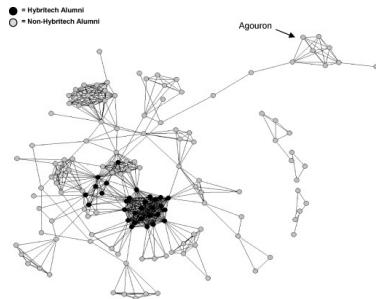 = Hybritech Alumni
= Non-Hybritech Alumni
Agouron